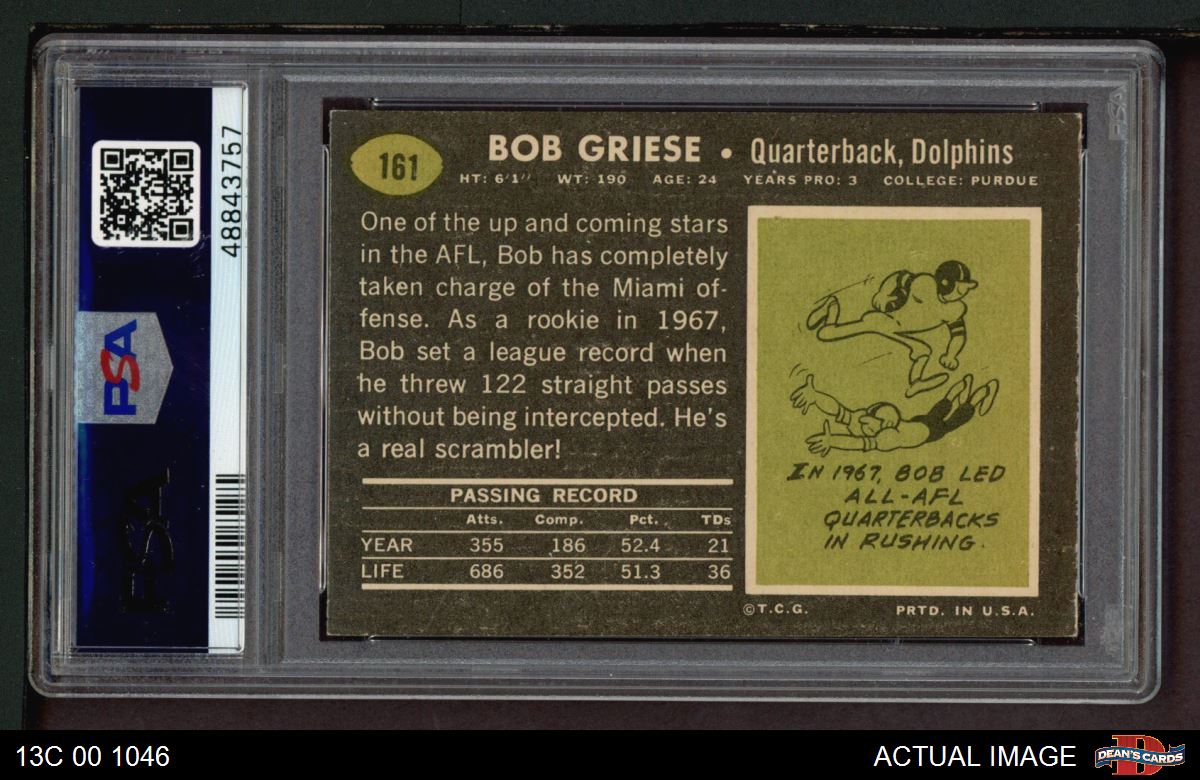 161
BOB GRIESE • Quarterback, Dolphins
HT: 6'1" WT: 190 AGE: 24 YEARS PRO: 3 COLLEGE: PURDUE
One of the up and coming stars
in the AFL, Bob has completely
taken charge of the Miami of-
fense. As a rookie in 1967,
Bob set a league record when
he threw 122 straight passes
without being intercepted. He's
a real scrambler!
PASSING RECORD
Atts. Comp. Pct. TDs
YEAR 355 186 52.4 21
LIFE 686 352 51.3 36
IN 1967, BOB LED
ALL-AFL
QUARTERBACKS
IN RUSHING.
©T.C.G. PRTD. IN U.S.A.
48843757
PSA
PSA
PSA
13C 00 1046
ACTUAL IMAGE
D
DEAN'S CARDS